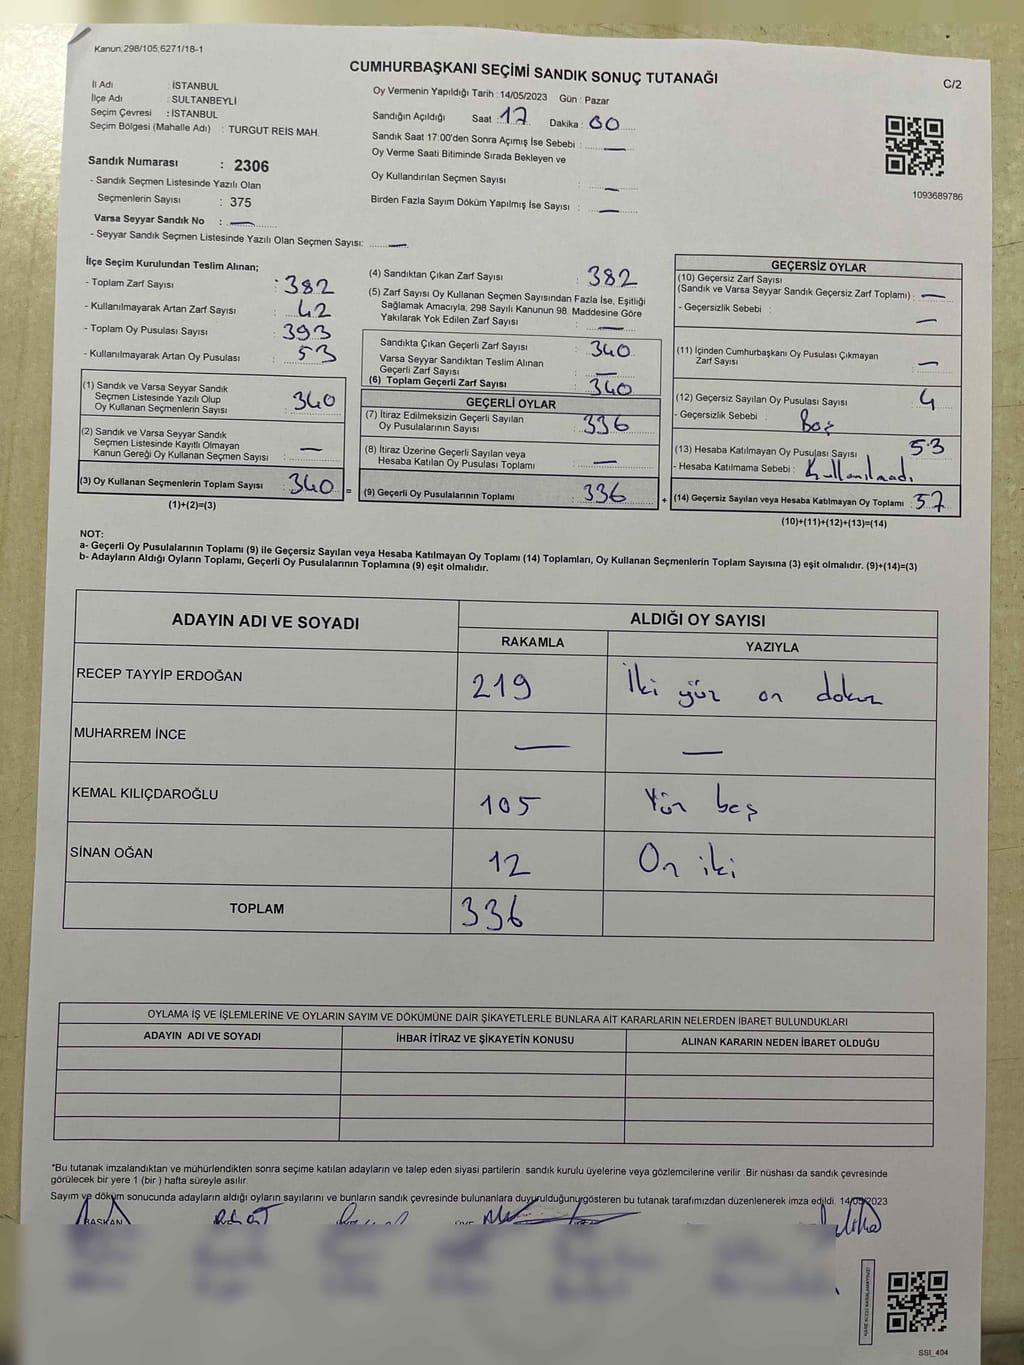 Kanun,298/105,6271/18-1
CUMHURBAŞKANI SEÇİMİ SANDIK SONUÇ TUTANAĞI
C/2
İl Adı : İSTANBUL
İlçe Adı : SULTANBEYLİ
Seçim Çevresi : İSTANBUL
Seçim Bölgesi (Mahalle Adı) : TURGUT REİS MAH.
Sandık Numarası : 2306
- Sandık Seçmen Listesinde Yazılı Olan
Seçmenlerin Sayısı : 375
Varsa Seyyar Sandık No : —
- Seyyar Sandık Seçmen Listesinde Yazılı Olan Seçmen Sayısı: —
Oy Vermenin Yapıldığı Tarih : 14/05/2023 Gün : Pazar
Sandığın Açıldığı Saat 17 Dakika : 00
Sandık Saat 17:00'den Sonra Açımış İse Sebebi : —
Oy Verme Saati Bitiminde Sırada Bekleyen ve
Oy Kullandırılan Seçmen Sayısı : —
Birden Fazla Sayım Döküm Yapılmış İse Sayısı : —
1093689786
İlçe Seçim Kurulundan Teslim Alınan;
- Toplam Zarf Sayısı : 382
- Kullanılmayarak Artan Zarf Sayısı : 42
- Toplam Oy Pusulası Sayısı : 393
- Kullanılmayarak Artan Oy Pusulası : 53
(1) Sandık ve Varsa Seyyar Sandık
Seçmen Listesinde Yazılı Olup
Oy Kullanan Seçmenlerin Sayısı : 340
(2) Sandık ve Varsa Seyyar Sandık
Seçmen Listesinde Kayıtlı Olmayan
Kanun Gereği Oy Kullanan Seçmen Sayısı : —
(3) Oy Kullanan Seçmenlerin Toplam Sayısı : 340 =
(1)+(2)=(3)
(4) Sandıktan Çıkan Zarf Sayısı : 382
(5) Zarf Sayısı Oy Kullanan Seçmen Sayısından Fazla İse, Eşitliği
Sağlamak Amacıyla, 298 Sayılı Kanunun 98. Maddesine Göre
Yakılarak Yok Edilen Zarf Sayısı : —
Sandıkta Çıkan Geçerli Zarf Sayısı : 340
Varsa Seyyar Sandıktan Teslim Alınan
Geçerli Zarf Sayısı : —
(6) Toplam Geçerli Zarf Sayısı : 340
GEÇERLİ OYLAR
(7) İtiraz Edilmeksizin Geçerli Sayılan
Oy Pusulalarının Sayısı : 336
(8) İtiraz Üzerine Geçerli Sayılan veya
Hesaba Katılan Oy Pusulası Toplamı : —
(9) Geçerli Oy Pusulalarının Toplamı : 336 +
GEÇERSİZ OYLAR
(10) Geçersiz Zarf Sayısı
(Sandık ve Varsa Seyyar Sandık Geçersiz Zarf Toplamı) : —
- Geçersizlik Sebebi : —
(11) İçinden Cumhurbaşkanı Oy Pusulası Çıkmayan
Zarf Sayısı : —
(12) Geçersiz Sayılan Oy Pusulası Sayısı : 4
- Geçersizlik Sebebi : Boş
(13) Hesaba Katılmayan Oy Pusulası Sayısı : 53
- Hesaba Katılmama Sebebi : Kullanılmadı
(14) Geçersiz Sayılan veya Hesaba Katılmayan Oy Toplamı : 57
(10)+(11)+(12)+(13)=(14)
NOT:
a- Geçerli Oy Pusulalarının Toplamı (9) ile Geçersiz Sayılan veya Hesaba Katılmayan Oy Toplamı (14) Toplamları, Oy Kullanan Seçmenlerin Toplam Sayısına (3) eşit olmalıdır. (9)+(14)=(3)
b- Adayların Aldığı Oyların Toplamı, Geçerli Oy Pusulalarının Toplamına (9) eşit olmalıdır.
ADAYIN ADI VE SOYADI ALDIĞI OY SAYISI
RAKAMLA YAZIYLA
RECEP TAYYİP ERDOĞAN 219 İki yüz on dokuz
MUHARREM İNCE — —
KEMAL KILIÇDAROĞLU 105 Yüz beş
SİNAN OĞAN 12 On iki
TOPLAM 336
OYLAMA İŞ VE İŞLEMLERİNE VE OYLARIN SAYIM VE DÖKÜMÜNE DAİR ŞİKAYETLERLE BUNLARA AİT KARARLARIN NELERDEN İBARET BULUNDUKLARI
ADAYIN ADI VE SOYADI İHBAR İTİRAZ VE ŞİKAYETİN KONUSU ALINAN KARARIN NEDEN İBARET OLDUĞU
*Bu tutanak imzalandıktan ve mühürlendikten sonra seçime katılan adayların ve talep eden siyasi partilerin sandık kurulu üyelerine veya gözlemcilerine verilir .Bir nüshası da sandık çevresinde
görülecek bir yere 1 (bir ) hafta süreyle asılır.
Sayım ve döküm sonucunda adayların aldığı oyların sayılarını ve bunların sandık çevresinde bulunanlara duyurulduğunu gösteren bu tutanak tarafımızdan düzenlenerek imza edildi. 14/05/2023
BAŞKAN
SSI_404